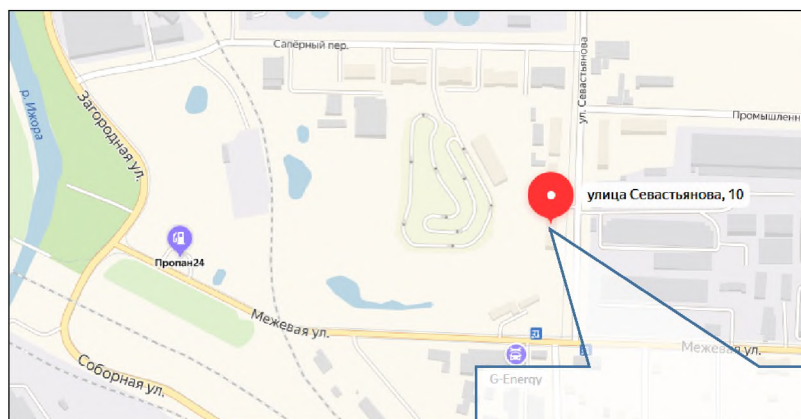 Сапёрный пер.
ул. Севастьянова
р. Ижора
Загородная ул.
Промышленн
улица Севастьянова, 10
Пропан24
Межевая ул.
Межевая ул.
G-Energy
Соборная ул.